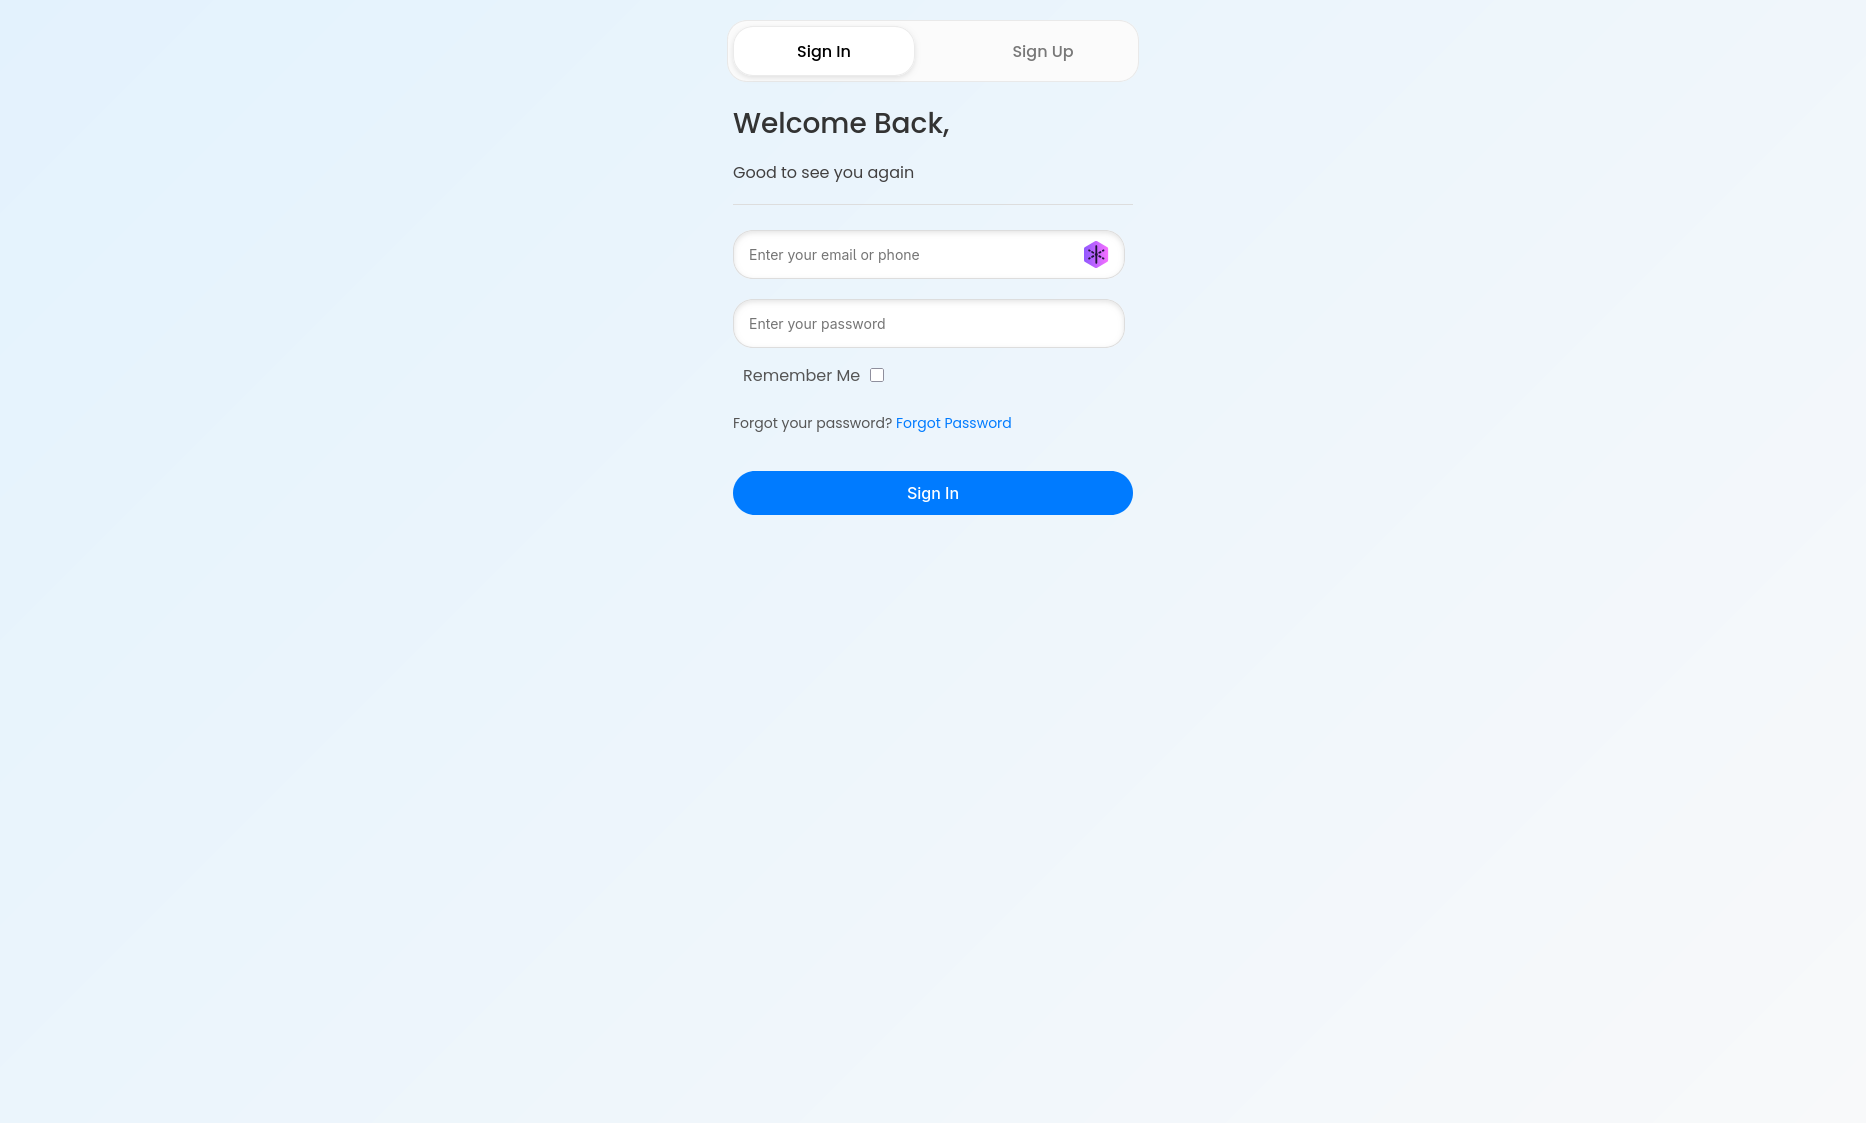 Sign In
Sign Up
Welcome Back,
Good to see you again
Enter your email or phone
Enter your password
Remember Me
Forgot your password? Forgot Password
Sign In